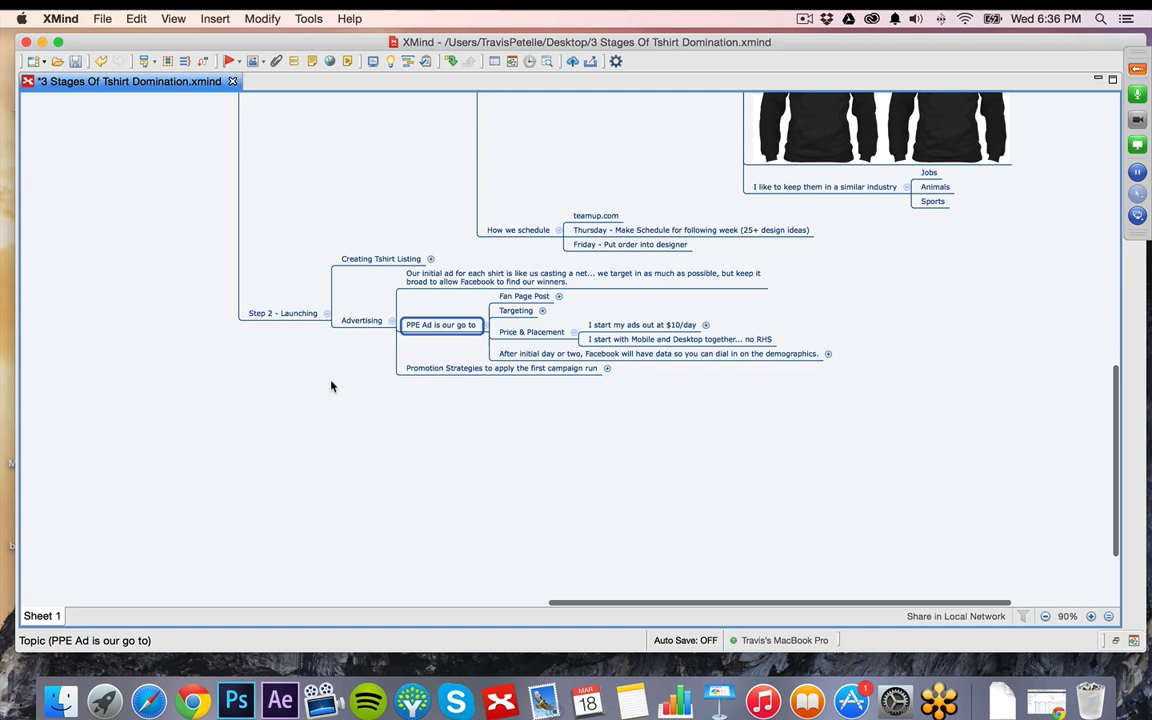 XMind File Edit View Insert Modify Tools Help Wed 6:36 PM
XMind - /Users/TravisPetelle/Desktop/3 Stages Of Tshirt Domination.xmind
*3 Stages Of Tshirt Domination.xmind
Jobs
I like to keep them in a similar industry
Animals
Sports
teamup.com
How we schedule
Thursday - Make Schedule for following week (25+ design ideas)
Friday - Put order into designer
Creating Tshirt Listing
Our initial ad for each shirt is like us casting a net... we target in as much as possible, but keep it
broad to allow Facebook to find our winners.
Fan Page Post
Targeting
Step 2 - Launching
Advertising
PPE Ad is our go to
Price & Placement
I start my ads out at $10/day
I start with Mobile and Desktop together... no RHS
After initial day or two, Facebook will have data so you can dial in on the demographics.
Promotion Strategies to apply the first campaign run
Sheet 1
Share in Local Network
90%
Topic (PPE Ad is our go to)
Auto Save: OFF
Travis's MacBook Pro
Ps
Ae
MAR
18
1